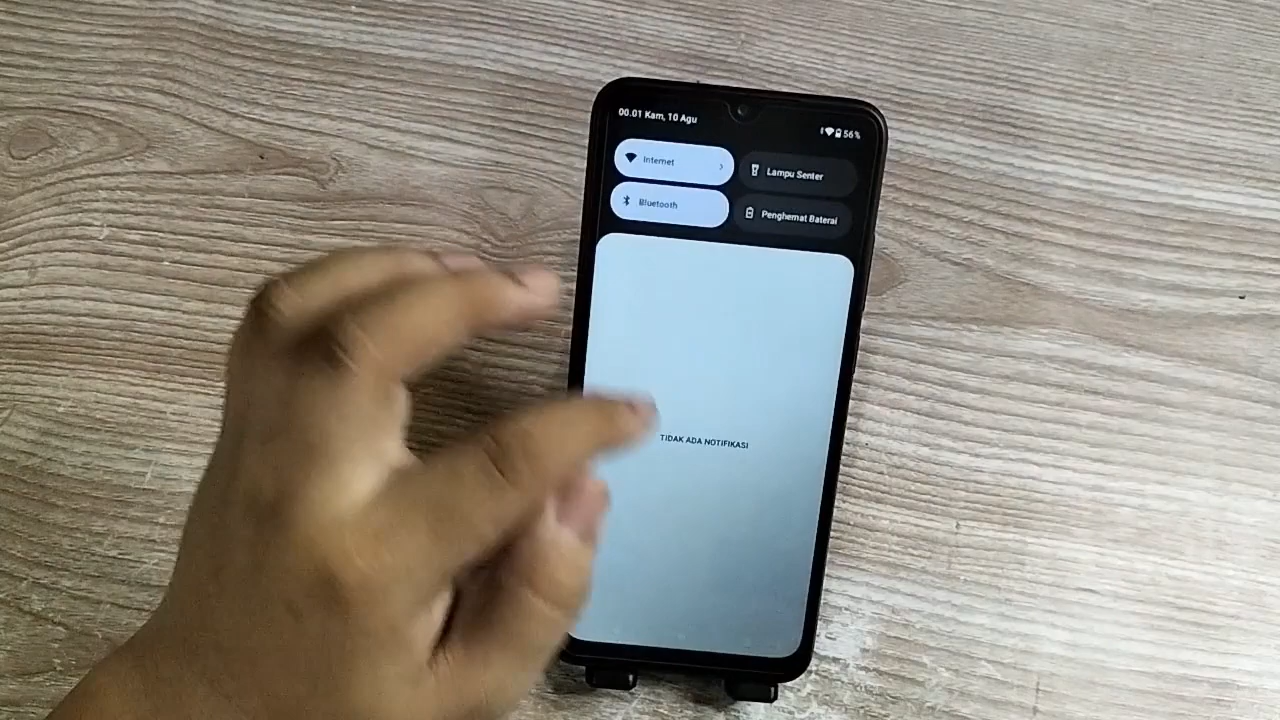 00.01 Kam, 10 Agu
56%
Internet
Lampu Senter
Bluetooth
Penghemat Baterai
TIDAK ADA NOTIFIKASI